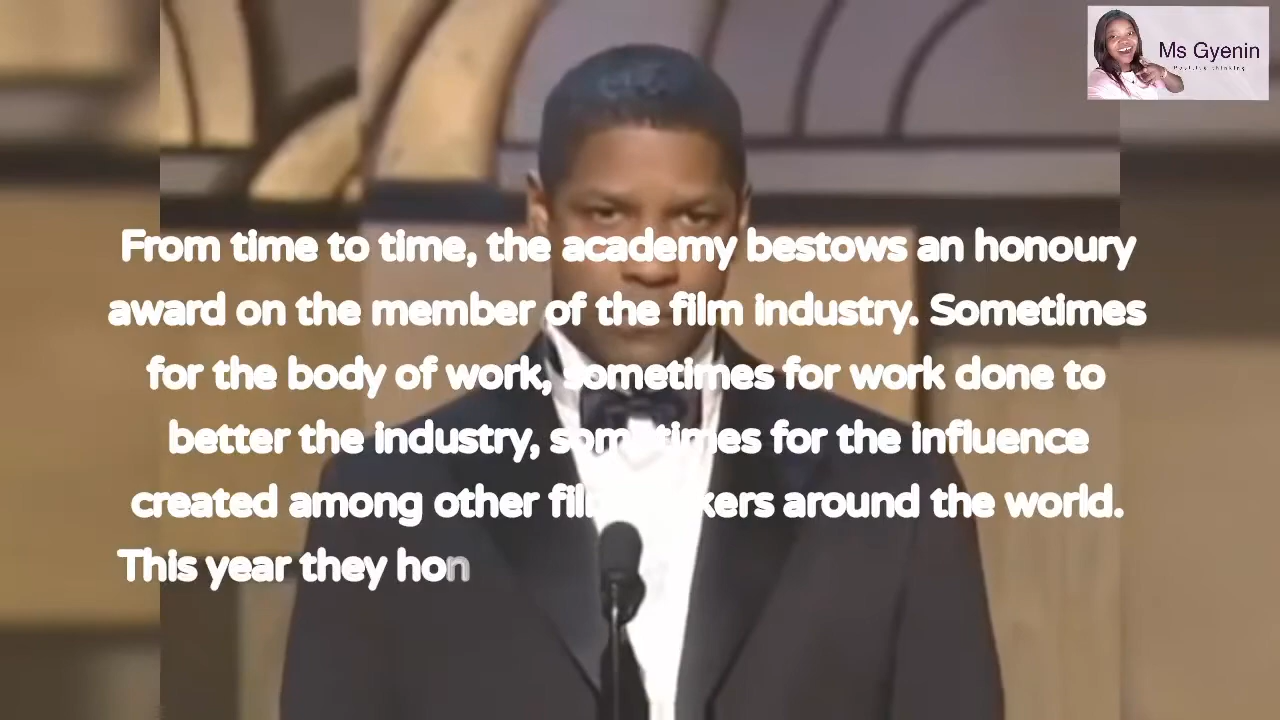 Ms Gyenin
From time to time, the academy bestows an honoury
award on the member of the film industry. Sometimes
for the body of work, sometimes for work done to
better the industry, sometimes for the influence
created among other filmmakers around the world.
This year they hon